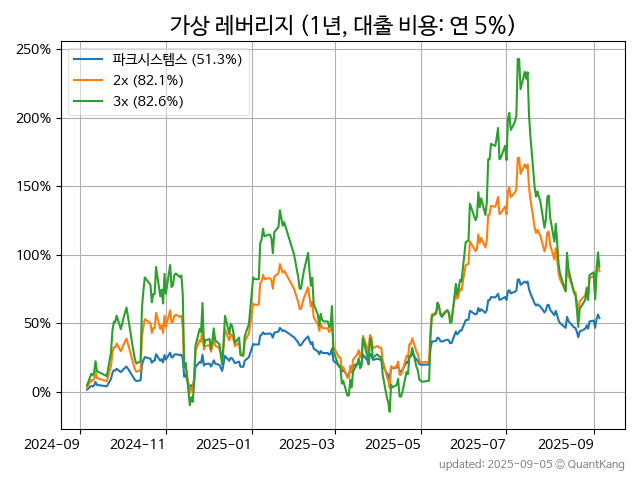 가상 레버리지 (1년, 대출 비용: 연 5%)
250%
200%
150%
100%
50%
0%
파크시스템스 (51.3%)
2x (82.1%)
3x (82.6%)
2024-09
2024-11
2025-01
2025-03
2025-05
2025-07
2025-09
updated: 2025-09-05 © QuantKang